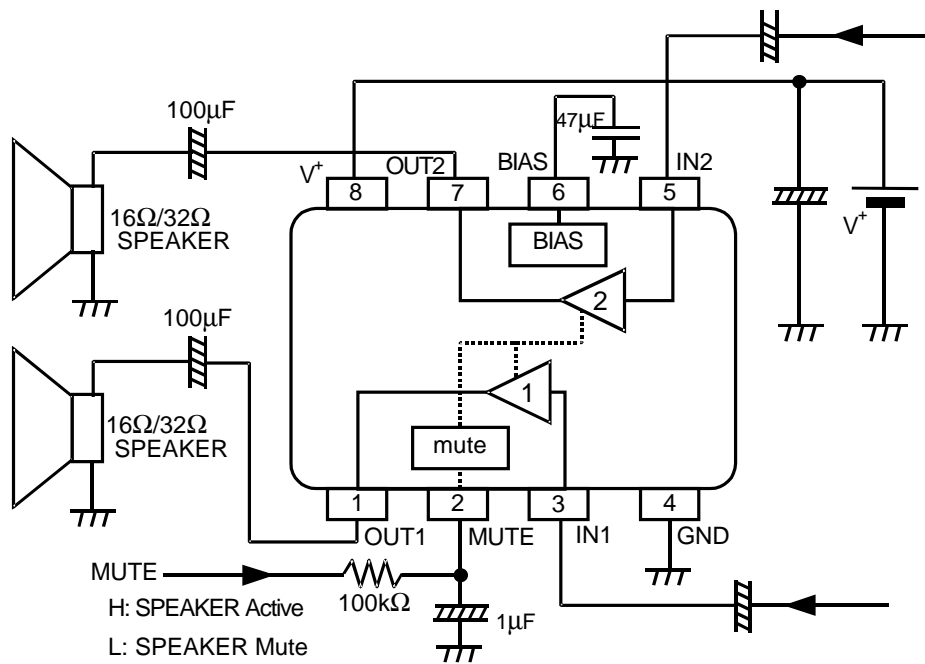 100μF
47μF
V+
OUT2
BIAS
IN2
8
7
6
5
16Ω/32Ω
SPEAKER
BIAS
V+
2
100μF
1
16Ω/32Ω
SPEAKER
mute
1
2
3
4
OUT1
MUTE
IN1
GND
MUTE
100kΩ
H: SPEAKER Active
1μF
L: SPEAKER Mute